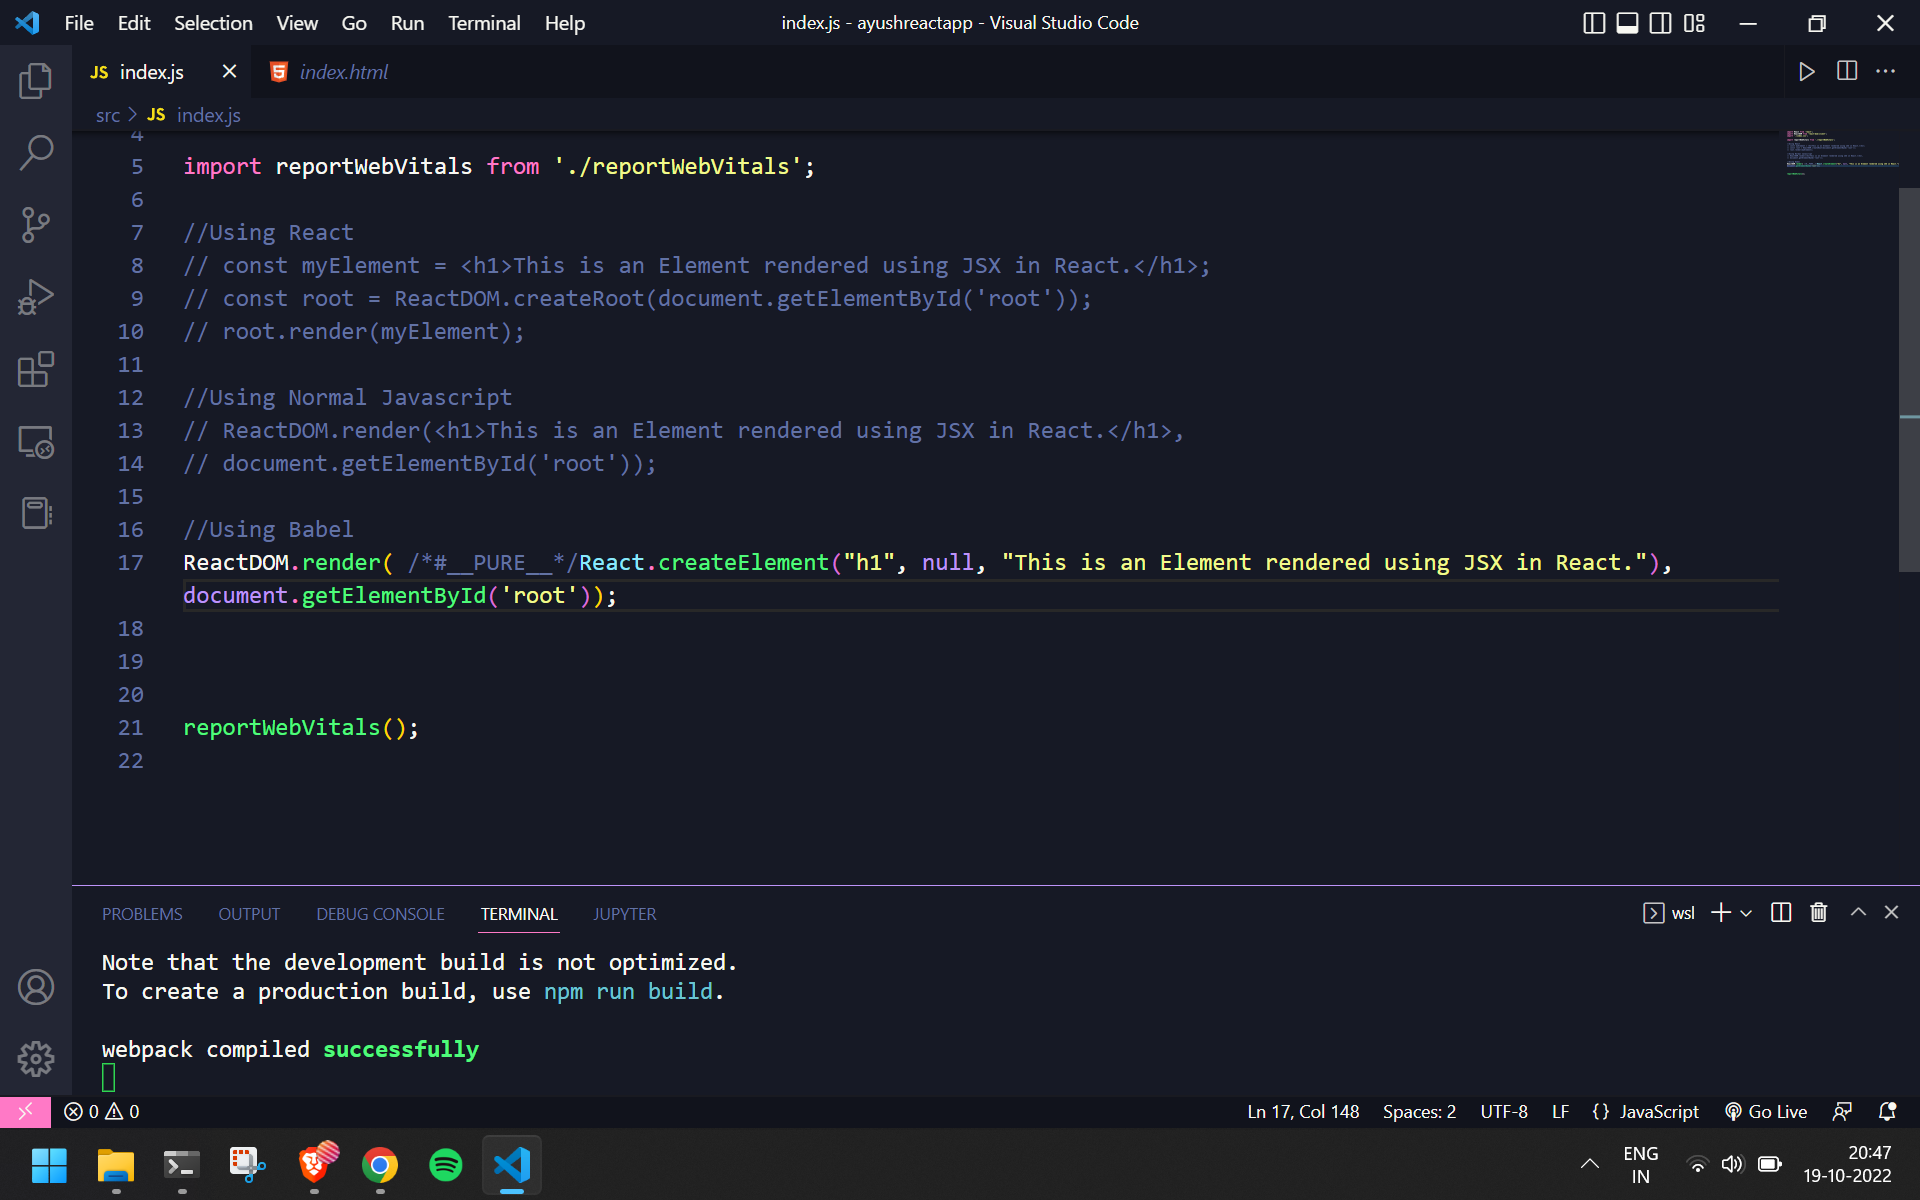 File Edit Selection View Go Run Terminal Help index.js - ayushreactapp - Visual Studio Code
JS index.js index.html
src > JS index.js
4
5 import reportWebVitals from './reportWebVitals';
6
7 //Using React
8 // const myElement = <h1>This is an Element rendered using JSX in React.</h1>;
9 // const root = ReactDOM.createRoot(document.getElementById('root'));
10 // root.render(myElement);
11
12 //Using Normal Javascript
13 // ReactDOM.render(<h1>This is an Element rendered using JSX in React.</h1>,
14 // document.getElementById('root'));
15
16 //Using Babel
17 ReactDOM.render( /*#__PURE__*/React.createElement("h1", null, "This is an Element rendered using JSX in React."),
document.getElementById('root'));
18
19
20
21 reportWebVitals();
22
PROBLEMS OUTPUT DEBUG CONSOLE TERMINAL JUPYTER wsl
Note that the development build is not optimized.
To create a production build, use npm run build.
webpack compiled successfully
0 0 Ln 17, Col 148 Spaces: 2 UTF-8 LF {} JavaScript Go Live
ENG 20:47
IN 19-10-2022